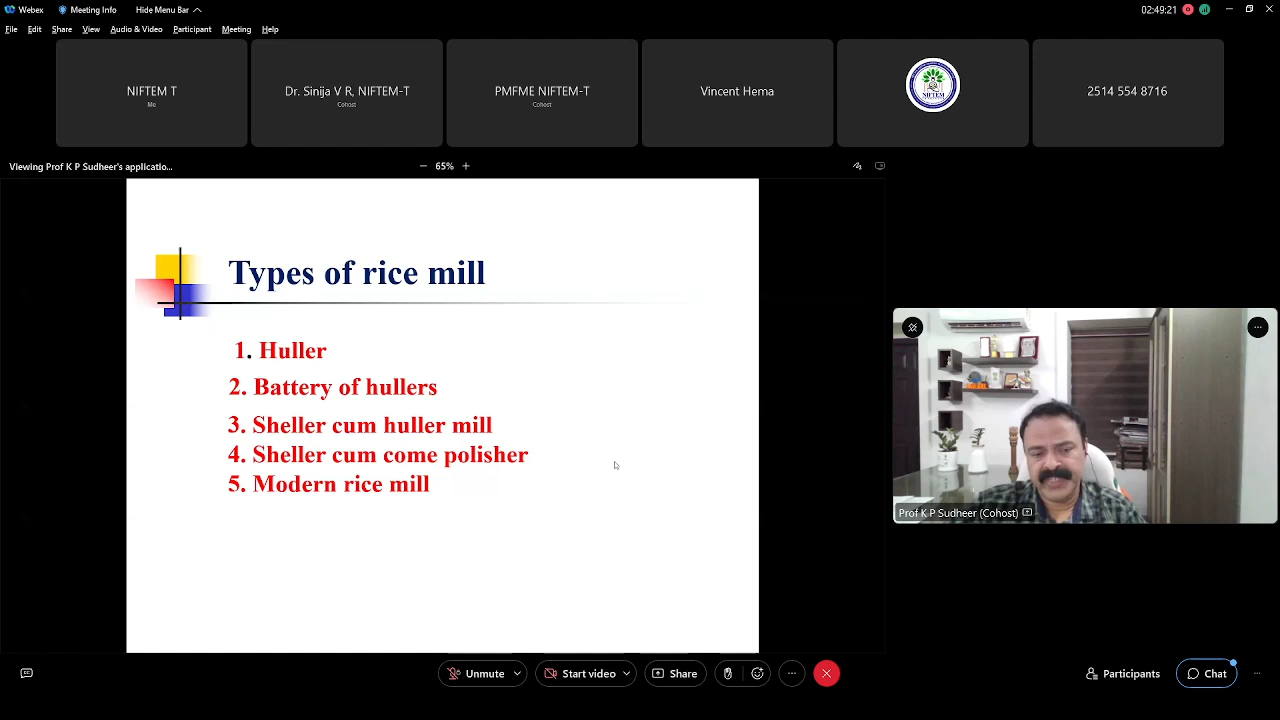 Webex
Meeting Info
Hide Menu Bar
02:49:21
File
Edit
Share
View
Audio & Video
Participant
Meeting
Help
NIFTEM T
Me
Dr. Sinija V R, NIFTEM-T
Cohost
PMFME NIFTEM-T
Cohost
Vincent Hema
NIFTEM
2514 554 8716
Viewing Prof K P Sudheer's applicatio...
65%
Types of rice mill
1. Huller
2. Battery of hullers
3. Sheller cum huller mill
4. Sheller cum come polisher
5. Modern rice mill
Prof K P Sudheer (Cohost)
Unmute
Start video
Share
Participants
Chat